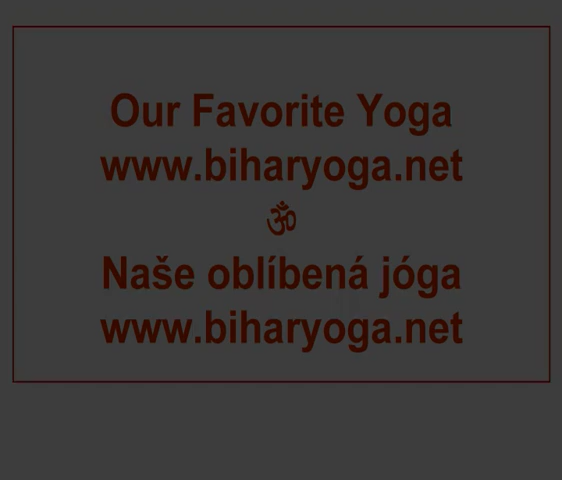 Our Favorite Yoga
www.biharyoga.net
ॐ
Naše oblíbená jóga
www.biharyoga.net